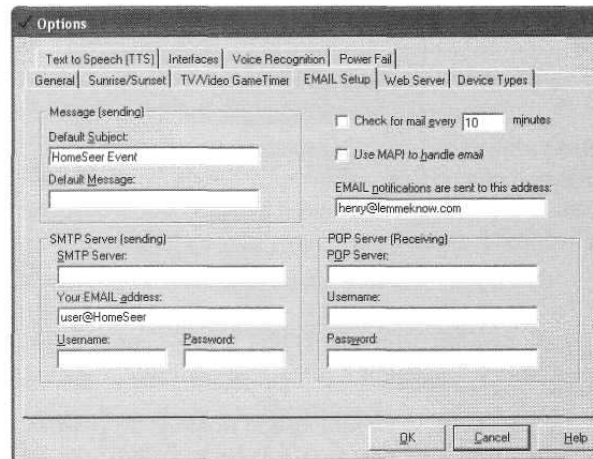 Options
Text to Speech (TTS) Interfaces Voice Recognition Power Fail
General Sunrise/Sunset TV/Video GameTimer EMAIL Setup Web Server Device Types
Message (sending)
Default Subject:
HomeSeer Event
Default Message:
Check for mail every 10 minutes
Use MAPI to handle email
EMAIL notifications are sent to this address:
henry@lemmeknow.com
SMTP Server (sending)
SMTP Server:
Your EMAIL address:
user@HomeSeer
Username: Password:
POP Server (Receiving)
POP Server:
Username:
Password:
OK Cancel Help